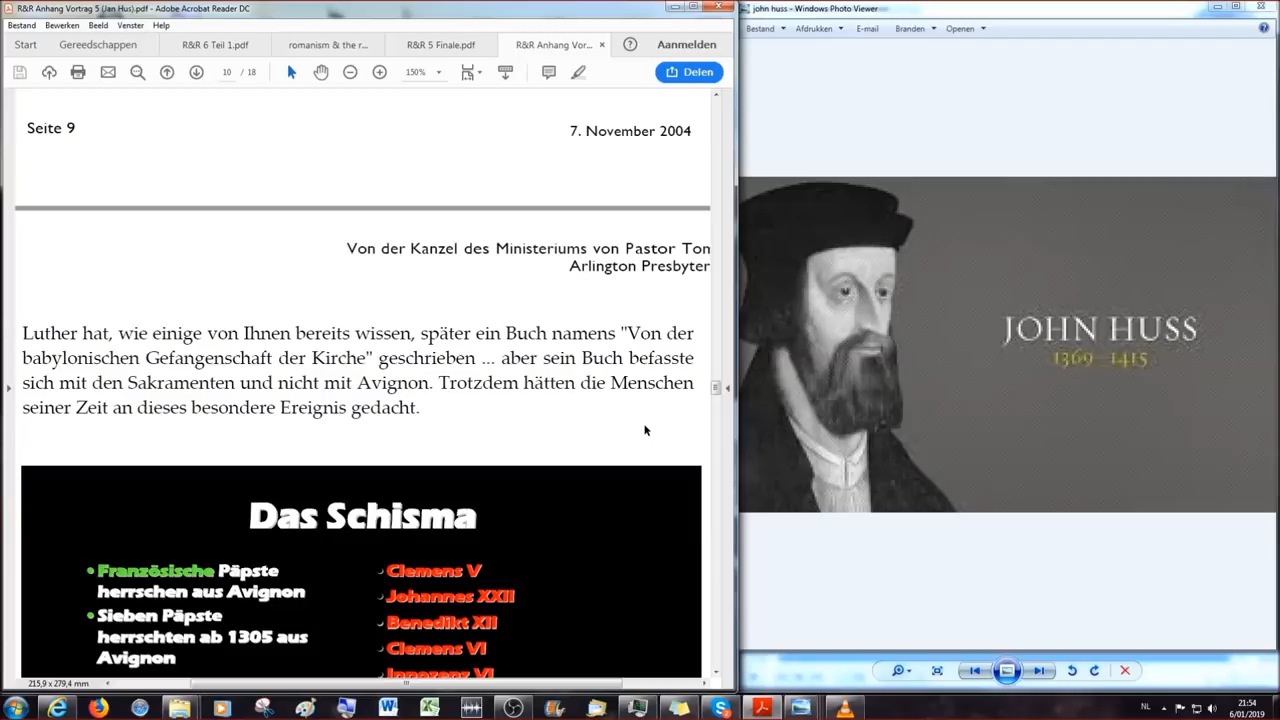 R&R Anhang Vortrag 5 (Jan Hus).pdf - Adobe Acrobat Reader DC
Bestand Bewerken Beeld Venster Help
Start Gereedschappen R&R 6 Teil 1.pdf romanism & the r... R&R 5 Finale.pdf R&R Anhang Vor... × Aanmelden
10 / 18 150% Delen
Seite 9
7. November 2004
Von der Kanzel des Ministeriums von Pastor Tom
Arlington Presbyter
Luther hat, wie einige von Ihnen bereits wissen, später ein Buch namens "Von der
babylonischen Gefangenschaft der Kirche" geschrieben ... aber sein Buch befasste
sich mit den Sakramenten und nicht mit Avignon. Trotzdem hätten die Menschen
seiner Zeit an dieses besondere Ereignis gedacht.
Das Schisma
• Französische Päpste
herrschen aus Avignon
• Sieben Päpste
herrschten ab 1305 aus
Avignon
Clemens V
Johannes XXII
Benedikt XII
Clemens VI
Innozenz VI
215,9 x 279,4 mm
john huss - Windows Photo Viewer
Bestand Afdrukken E-mail Branden Openen
JOHN HUSS
1369 - 1415
NL 21:54
6/01/2019